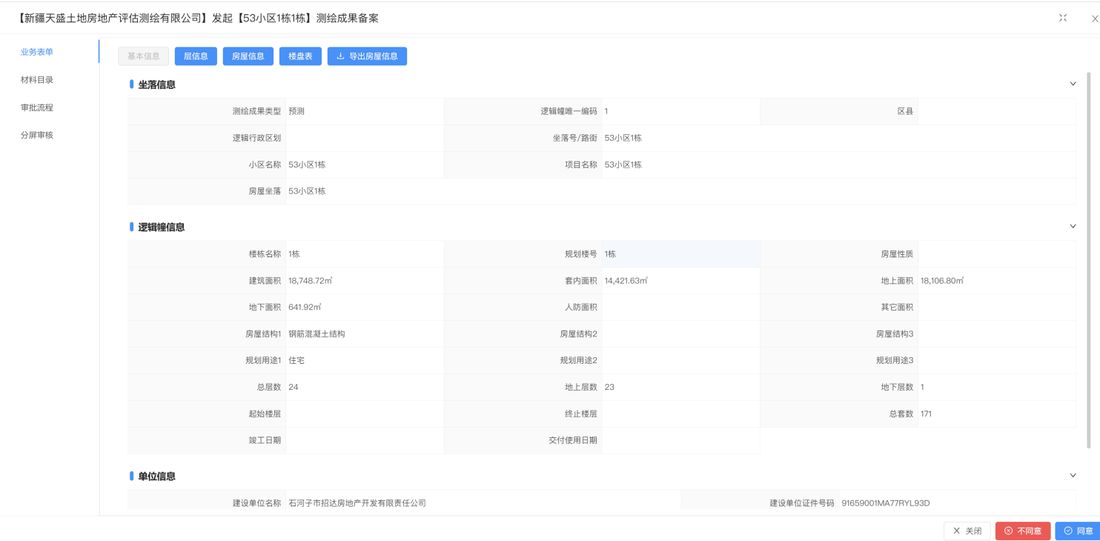 【新疆天盛土地房地产评估测绘有限公司】发起【53小区1栋1栋】测绘成果备案
业务表单
材料目录
审批流程
分屏审核
基本信息 层信息 房屋信息 楼盘表 导出房屋信息
坐落信息
测绘成果类型 预测 逻辑幢唯一编码 1 区县
逻辑行政区划 坐落号/路街 53小区1栋
小区名称 53小区1栋 项目名称 53小区1栋
房屋坐落 53小区1栋
逻辑幢信息
楼栋名称 1栋 规划楼号 1栋 房屋性质
建筑面积 18,748.72㎡ 套内面积 14,421.63㎡ 地上面积 18,106.80㎡
地下面积 641.92㎡ 人防面积 其它面积
房屋结构1 钢筋混凝土结构 房屋结构2 房屋结构3
规划用途1 住宅 规划用途2 规划用途3
总层数 24 地上层数 23 地下层数 1
起始楼层 终止楼层 总套数 171
竣工日期 交付使用日期
单位信息
建设单位名称 石河子市招达房地产开发有限责任公司 建设单位证件号码 91659001MA77RYL93D
关闭 不同意 同意